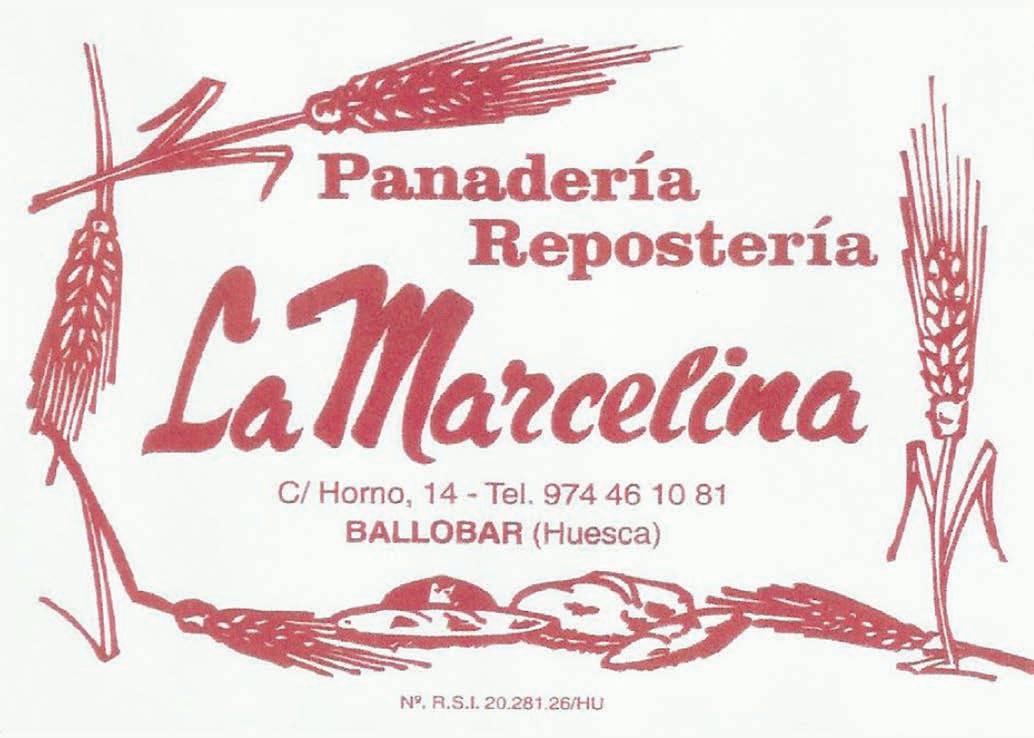 Panadería
Repostería
La Marcelina
C/ Horno, 14 - Tel. 974 46 10 81
BALLOBAR (Huesca)
Nº. R.S.I. 20.281.26/HU